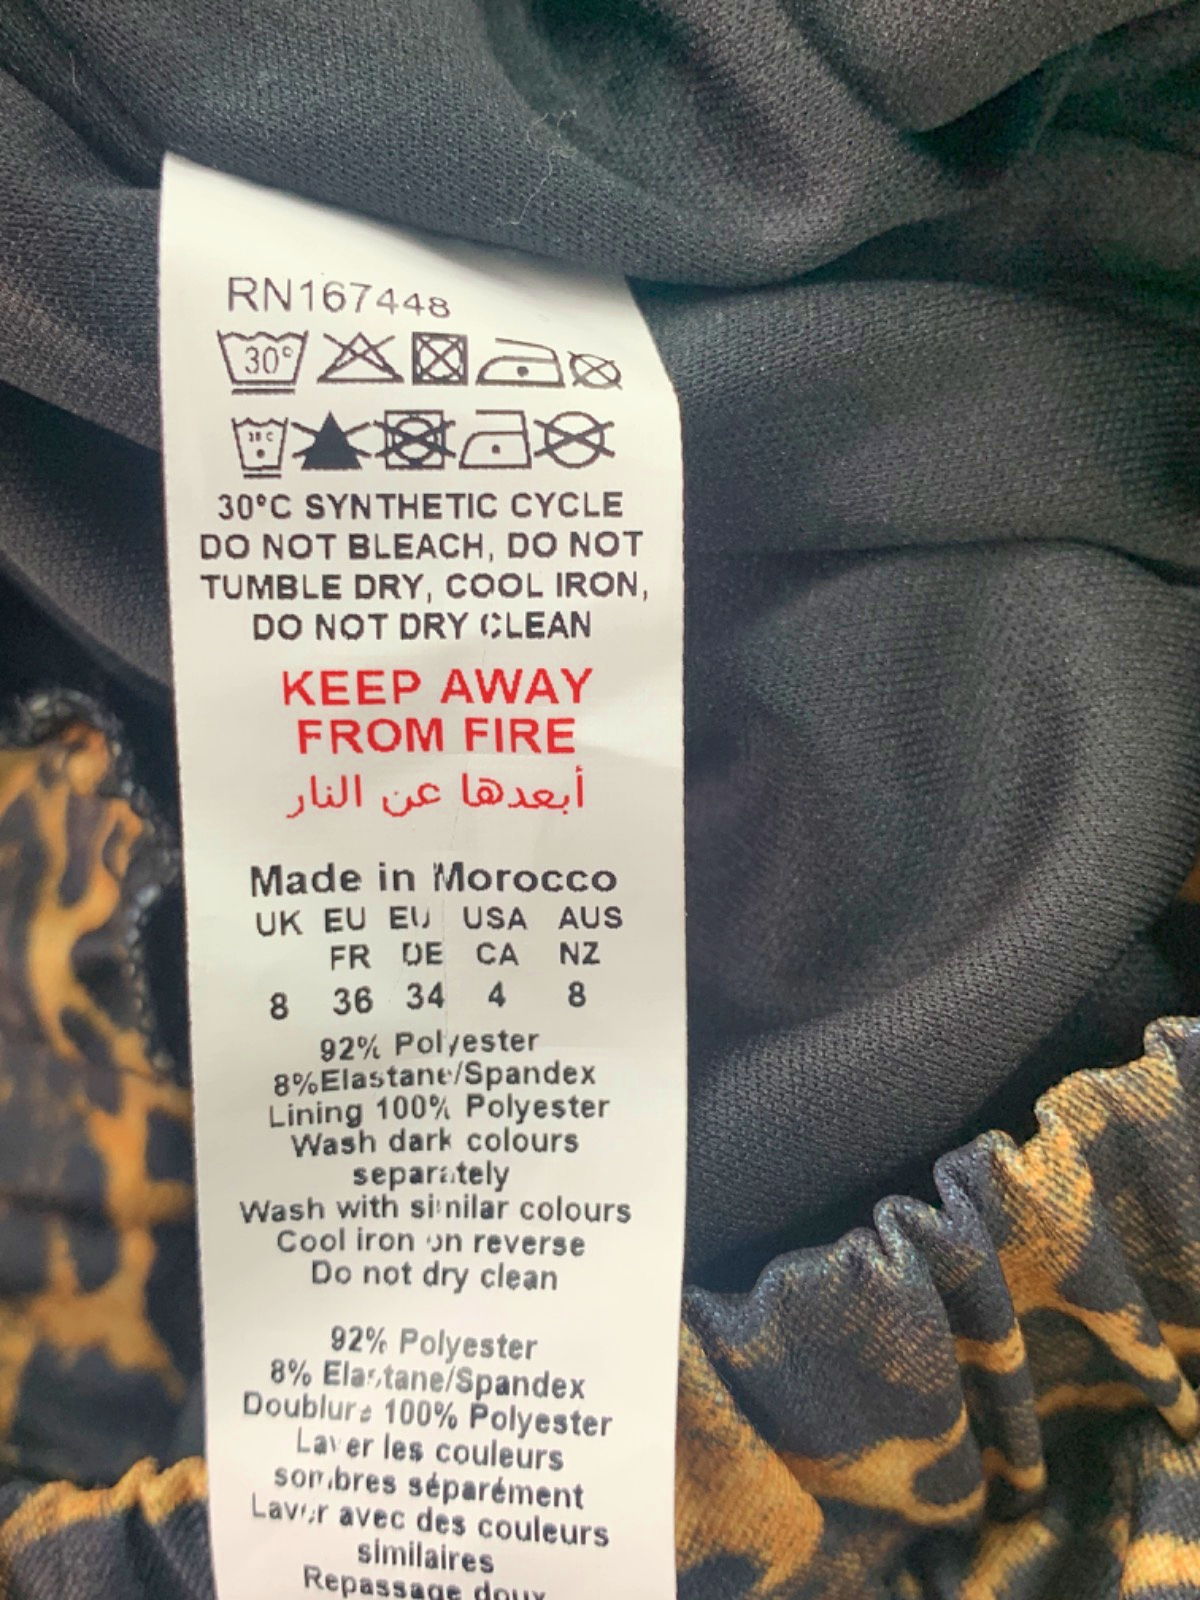 RN167448
30°
30 C
30°C SYNTHETIC CYCLE
DO NOT BLEACH, DO NOT
TUMBLE DRY, COOL IRON,
DO NOT DRY CLEAN
KEEP AWAY
FROM FIRE
أبعدها عن النار
Made in Morocco
UK EU EU USA AUS
FR DE CA NZ
8 36 34 4 8
92% Polyester
8%Elastane/Spandex
Lining 100% Polyester
Wash dark colours
separately
Wash with similar colours
Cool iron on reverse
Do not dry clean
92% Polyester
8% Elastane/Spandex
Doublure 100% Polyester
Laver les couleurs
sombres séparément
Laver avec des couleurs
similaires
Repassage doux